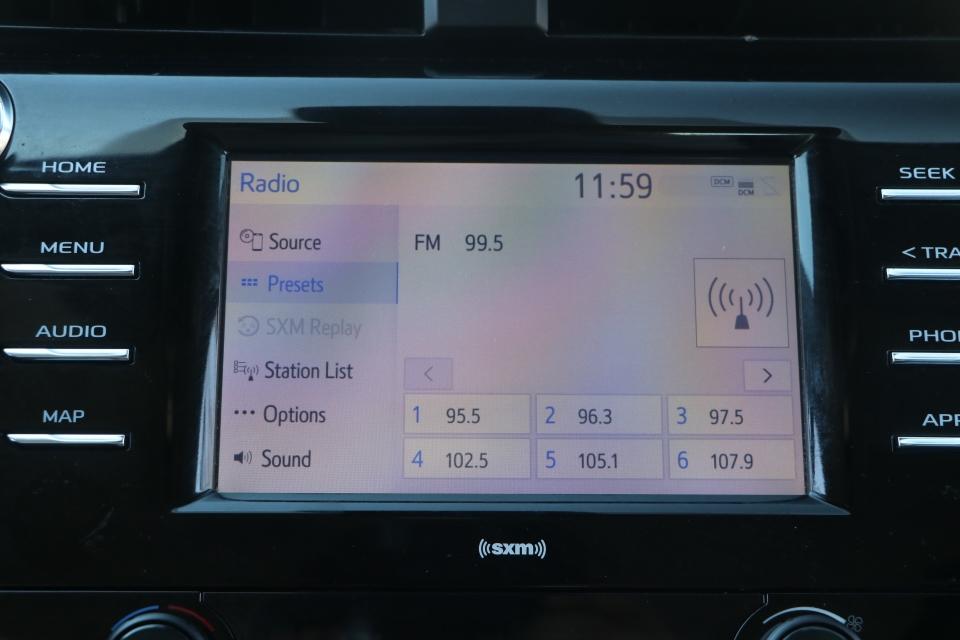 HOME
MENU
AUDIO
MAP
Radio
11:59
DCM
DCM
Source
Presets
SXM Replay
Station List
Options
Sound
FM 99.5
<
>
1 95.5
2 96.3
3 97.5
4 102.5
5 105.1
6 107.9
SEEK
< TRA
PHO
APP
((sxm))